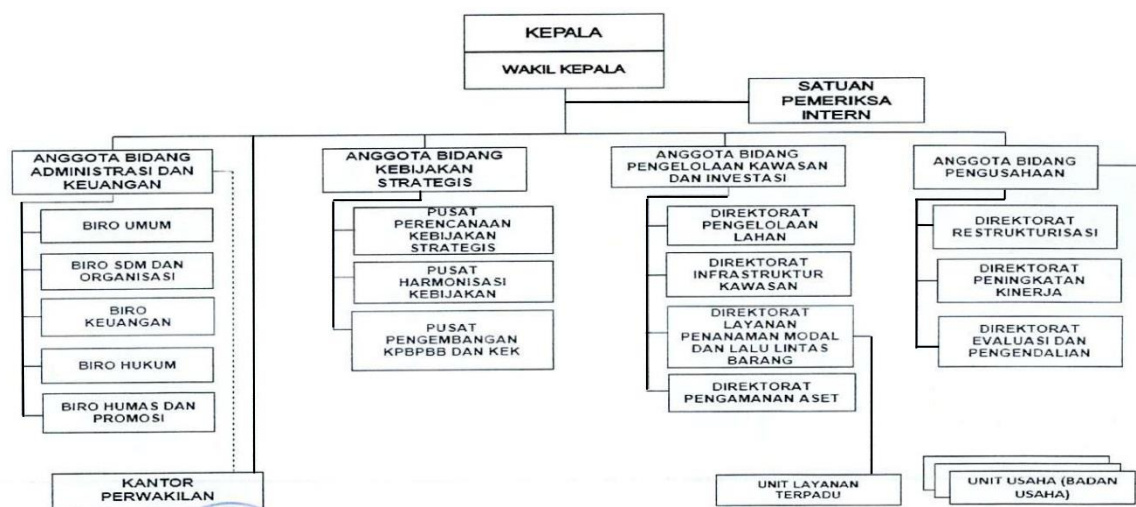 KEPALA
WAKIL KEPALA
SATUAN
PEMERIKSA
INTERN
ANGGOTA BIDANG
ADMINISTRASI DAN
KEUANGAN
BIRO UMUM
BIRO SDM DAN
ORGANISASI
BIRO
KEUANGAN
BIRO HUKUM
BIRO HUMAS DAN
PROMOSI
KANTOR
PERWAKILAN
ANGGOTA BIDANG
KEBIJAKAN
STRATEGIS
PUSAT
PERENCANAAN
KEBIJAKAN
STRATEGIS
PUSAT
HARMONISASI
KEBIJAKAN
PUSAT
PENGEMBANGAN
KPBPBB DAN KEK
ANGGOTA BIDANG
PENGELOLAAN KAWASAN
DAN INVESTASI
DIREKTORAT
PENGELOLAAN
LAHAN
DIREKTORAT
INFRASTRUKTUR
KAWASAN
DIREKTORAT
LAYANAN
PENANAMAN MODAL
DAN LALU LINTAS
BARANG
DIREKTORAT
PENGAMANAN ASET
UNIT LAYANAN
TERPADU
ANGGOTA BIDANG
PENGUSAHAAN
DIREKTORAT
RESTRUKTURISASI
DIREKTORAT
PENINGKATAN
KINERJA
DIREKTORAT
EVALUASI DAN
PENGENDALIAN
UNIT USAHA (BADAN
USAHA)